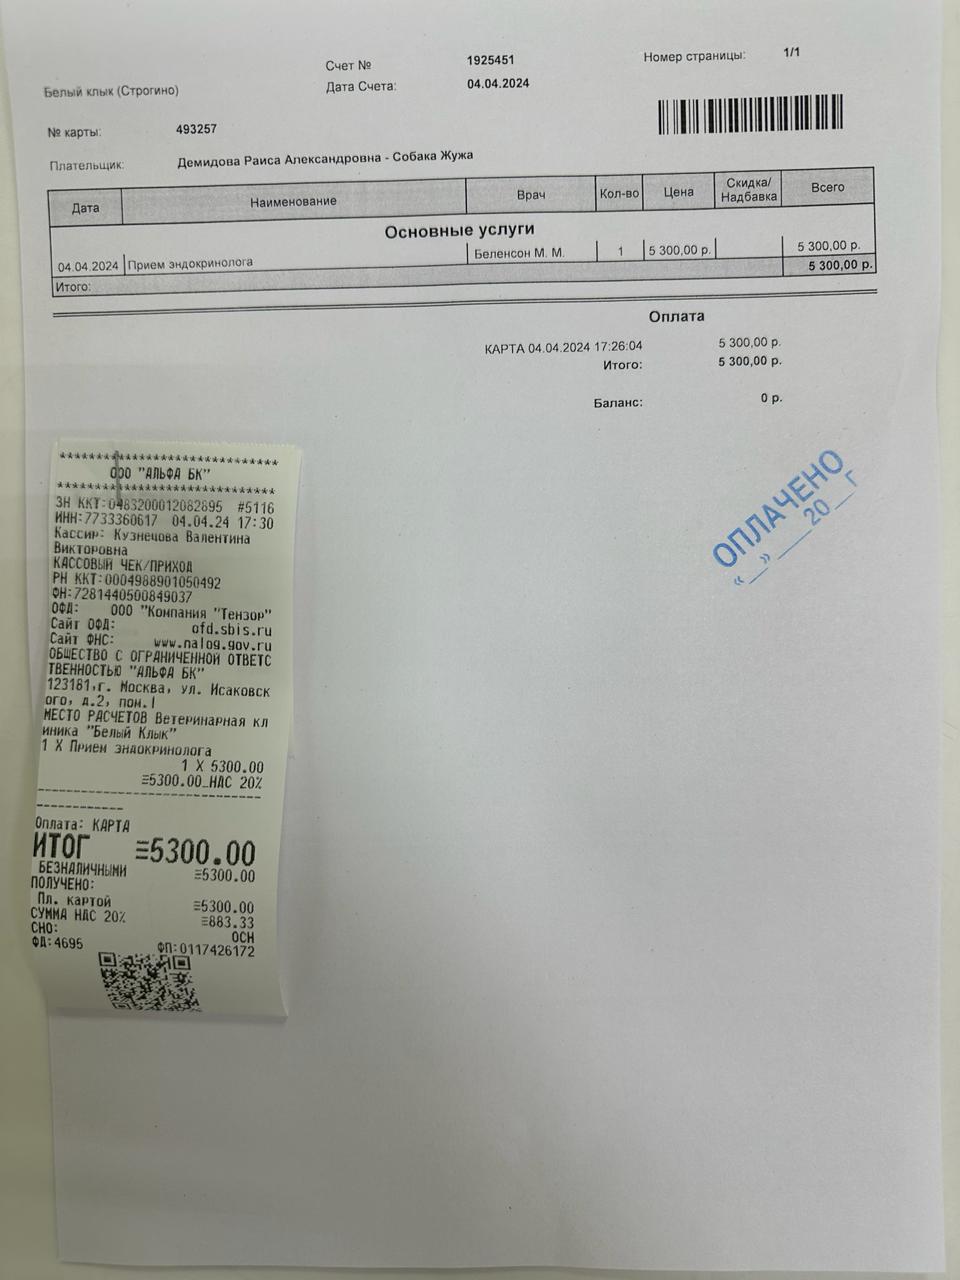 Белый клык (Строгино)
Счет № 1925451
Номер страницы: 1/1
Дата Счета: 04.04.2024
№ карты: 493257
Плательщик: Демидова Раиса Александровна - Собака Жужа
Дата Наименование Врач Кол-во Цена Скидка/ Надбавка Всего
Основные услуги
04.04.2024 Прием эндокринолога Беленсон М. М. 1 5 300,00 р. 5 300,00 р.
Итого: 5 300,00 р.
Оплата
КАРТА 04.04.2024 17:26:04 5 300,00 р.
Итого: 5 300,00 р.
Баланс: 0 р.
ОПЛАЧЕНО
«__»____20__г
******************************
ООО "АЛЬФА БК"
******************************
ЗН ККТ:0483200012082895 #5116
ИНН:7733360617 04.04.24 17:30
Кассир: Кузнецова Валентина
Викторовна
КАССОВЫЙ ЧЕК/ПРИХОД
РН ККТ:0004988901050492
ФН:7281440500849037
ОФД: ООО "Компания "Тензор"
Сайт ОФД: ofd.sbis.ru
Сайт ФНС: www.nalog.gov.ru
ОБЩЕСТВО С ОГРАНИЧЕННОЙ ОТВЕТС
ТВЕННОСТЬЮ "АЛЬФА БК"
123181,г. Москва, ул. Исаковск
ого, д.2, пом.I
МЕСТО РАСЧЕТОВ Ветеринарная кл
иника "Белый Клык"
1 X Прием эндокринолога
1 X 5300.00
≡5300.00_НДС 20%
Оплата: КАРТА
ИТОГ ≡5300.00
БЕЗНАЛИЧНЫМИ ≡5300.00
ПОЛУЧЕНО:
Пл. картой ≡5300.00
СУММА НДС 20% ≡883.33
СНО: ОСН
ФД:4695 ФП:0117426172